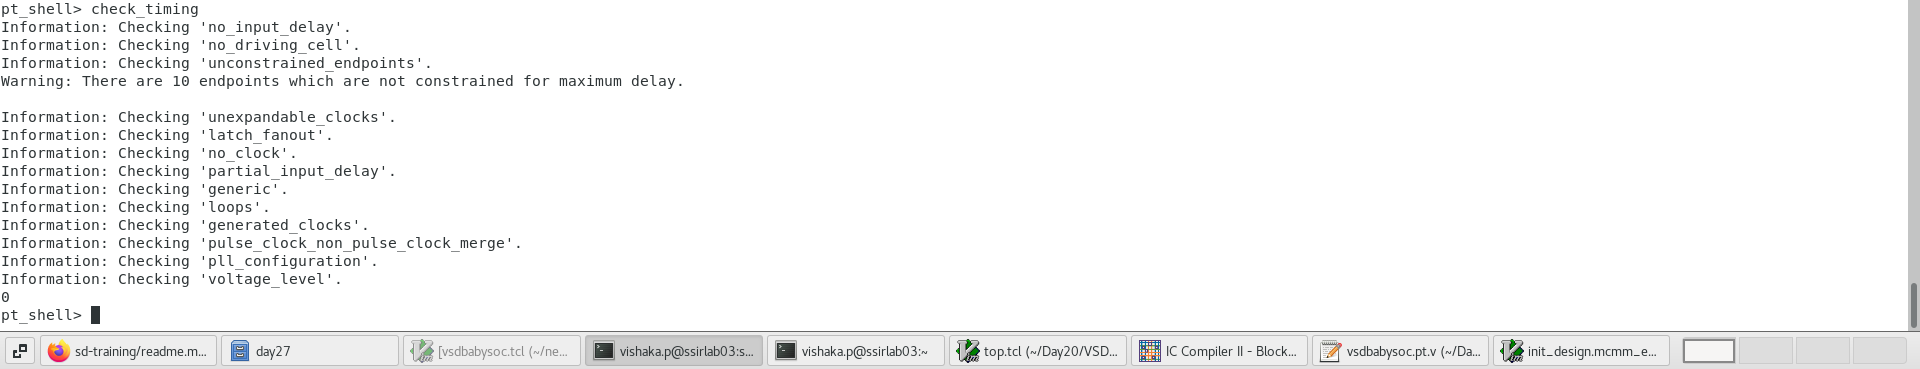 pt_shell> check_timing
Information: Checking 'no_input_delay'.
Information: Checking 'no_driving_cell'.
Information: Checking 'unconstrained_endpoints'.
Warning: There are 10 endpoints which are not constrained for maximum delay.
Information: Checking 'unexpandable_clocks'.
Information: Checking 'latch_fanout'.
Information: Checking 'no_clock'.
Information: Checking 'partial_input_delay'.
Information: Checking 'generic'.
Information: Checking 'loops'.
Information: Checking 'generated_clocks'.
Information: Checking 'pulse_clock_non_pulse_clock_merge'.
Information: Checking 'pll_configuration'.
Information: Checking 'voltage_level'.
0
pt_shell>
sd-training/readme.m... day27 [vsdbabysoc.tcl (~/ne... vishaka.p@ssirlab03:s... vishaka.p@ssirlab03:~ top.tcl (~/Day20/VSD... IC Compiler II - Block... vsdbabysoc.pt.v (~/Da... init_design.mcmm_e...